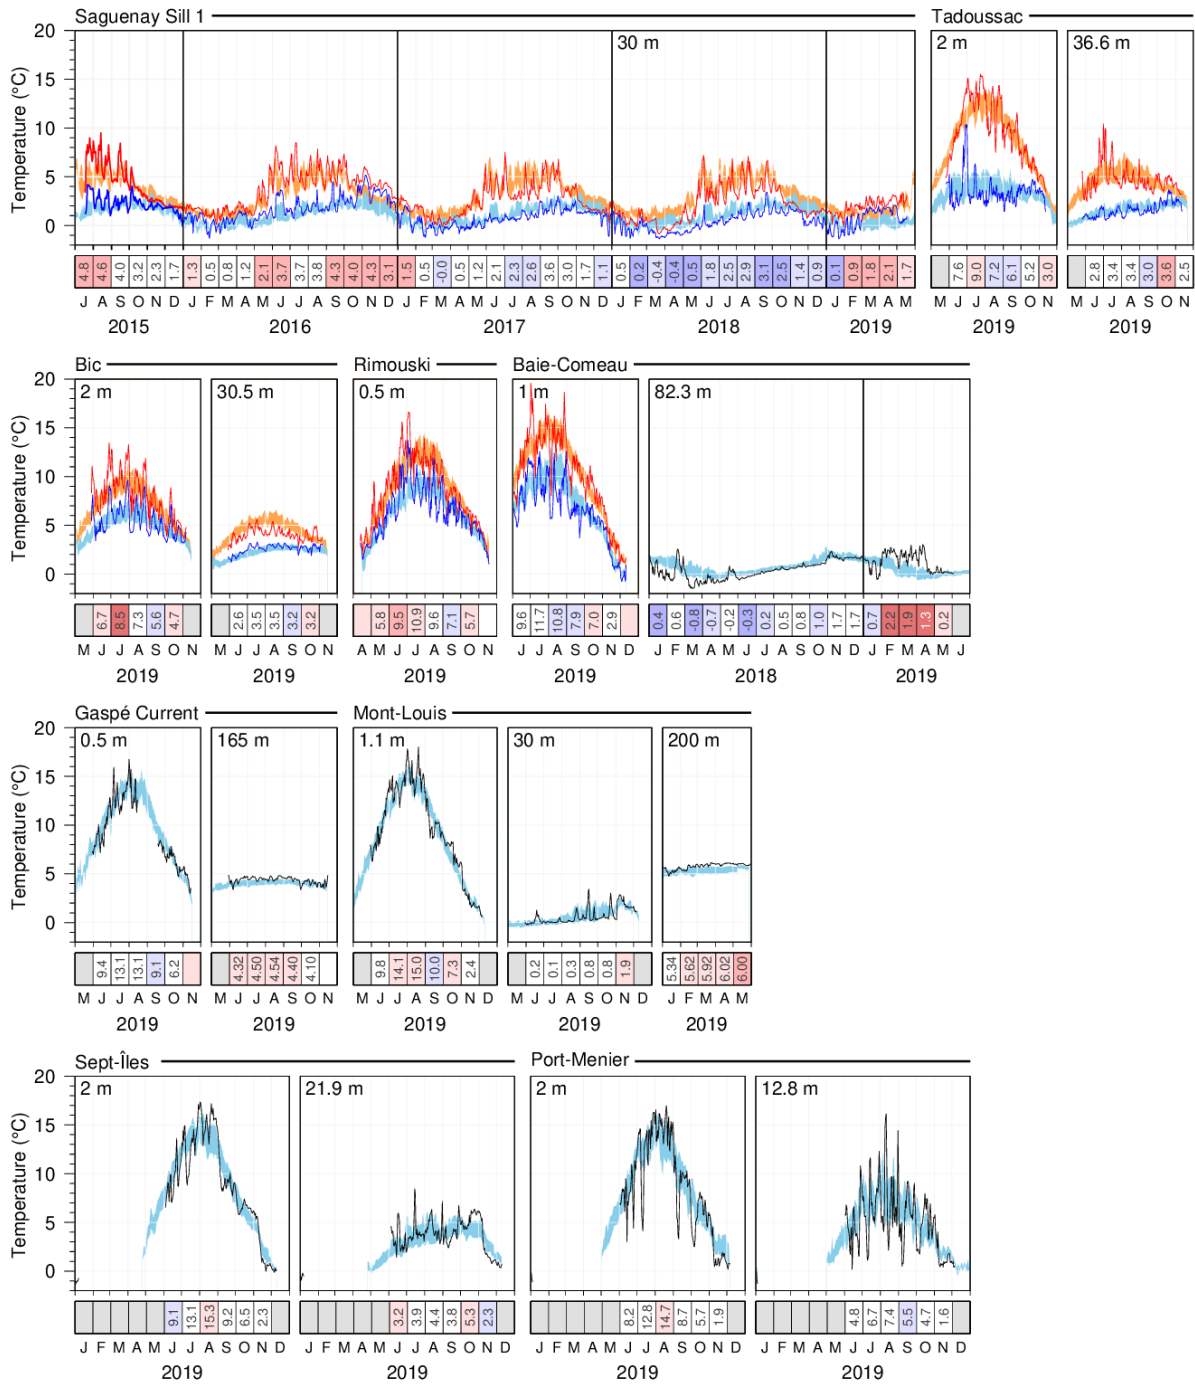 Saguenay Sill 1
Tadoussac
20 15 10 5 0
Temperature (°C)
30 m
2 m
36.6 m
4.8 4.6 4.0 3.2 2.3 1.7 1.3 0.5 0.8 1.2 2.1 3.7 3.7 3.8 4.3 4.0 4.3 3.1 1.5 0.5 -0.0 0.5 1.2 2.1 2.3 2.6 3.6 3.0 1.7 1.1 0.5 0.2 -0.4 -0.4 0.5 1.8 2.5 2.9 3.1 2.5 1.4 0.9 0.1 0.9 1.8 2.1 1.7
7.6 9.0 7.2 6.1 5.2 3.0
2.8 3.4 3.4 3.0 3.6 2.5
J A S O N D J F M A M J J A S O N D J F M A M J J A S O N D J F M A M J J A S O N D J F M A M
M J J A S O N
M J J A S O N
2015 2016 2017 2018 2019
2019
2019
Bic
Rimouski
Baie-Comeau
20 15 10 5 0
Temperature (°C)
2 m
30.5 m
0.5 m
1 m
82.3 m
6.7 8.5 7.3 5.6 4.7
2.6 3.5 3.5 3.2 3.2
5.8 9.5 10.9 9.6 7.1 5.7
9.6 11.7 10.8 7.9 7.0 2.9
0.4 0.6 -0.8 -0.7 -0.2 -0.3 0.2 0.5 0.8 1.0 1.7 1.7 0.7 2.2 1.9 1.3 0.2
M J J A S O N
M J J A S O N
A M J J A S O N
J J A S O N D
J F M A M J J A S O N D J F M A M J
2019
2019
2019
2019
2018 2019
Gaspé Current
Mont-Louis
20 15 10 5 0
Temperature (°C)
0.5 m
165 m
1.1 m
30 m
200 m
9.4 13.1 13.1 9.1 6.2
4.32 4.50 4.54 4.40 4.10
9.8 14.1 15.0 10.0 7.3 2.4
0.2 0.1 0.3 0.8 0.8 1.9
5.34 5.62 5.92 6.02 6.00
M J J A S O N
M J J A S O N
M J J A S O N D
M J J A S O N D
J F M A M
2019
2019
2019
2019
2019
Sept-Îles
Port-Menier
20 15 10 5 0
Temperature (°C)
2 m
21.9 m
2 m
12.8 m
9.1 13.1 15.3 9.2 6.5 2.3
3.2 3.9 4.4 3.8 5.3 2.3
8.2 12.8 14.7 8.7 5.7 1.9
4.8 6.7 7.4 5.5 4.7 1.6
J F M A M J J A S O N D
J F M A M J J A S O N D
J F M A M J J A S O N D
J F M A M J J A S O N D
2019
2019
2019
2019